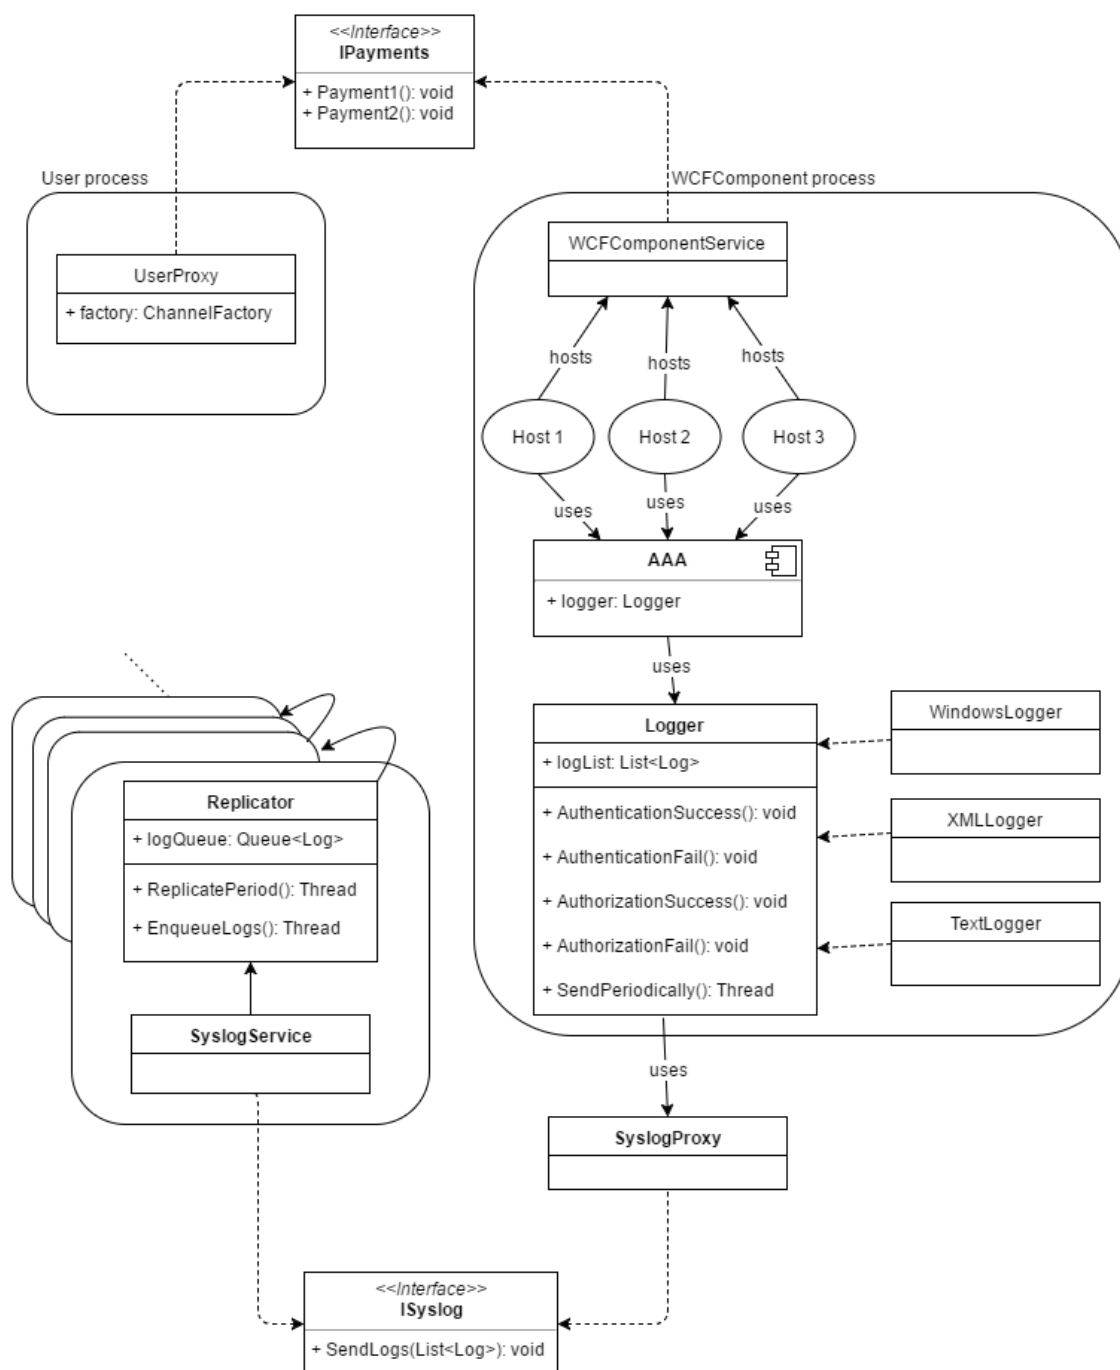 <<Interface>>
IPayments
+ Payment1(): void
+ Payment2(): void
User process
WCFComponent process
UserProxy
+ factory: ChannelFactory
WCFComponentService
hosts
hosts
hosts
Host 1
Host 2
Host 3
uses
uses
uses
AAA
+ logger: Logger
uses
Logger
+ logList: List<Log>
+ AuthenticationSuccess(): void
+ AuthenticationFail(): void
+ AuthorizationSuccess(): void
+ AuthorizationFail(): void
+ SendPeriodically(): Thread
WindowsLogger
XMLLogger
TextLogger
Replicator
+ logQueue: Queue<Log>
+ ReplicatePeriod(): Thread
+ EnqueueLogs(): Thread
SyslogService
uses
SyslogProxy
<<Interface>>
ISyslog
+ SendLogs(List<Log>): void